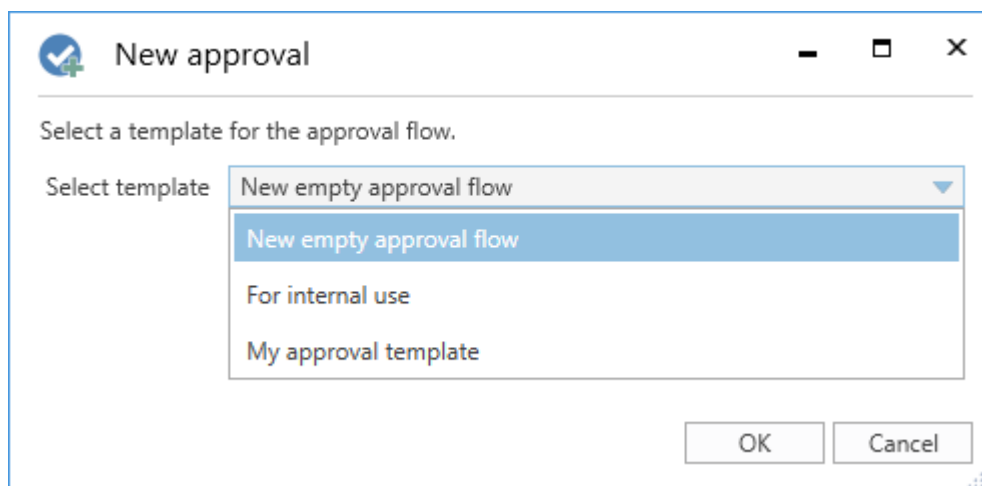 New approval
Select a template for the approval flow.
Select template New empty approval flow
New empty approval flow
For internal use
My approval template
OK Cancel